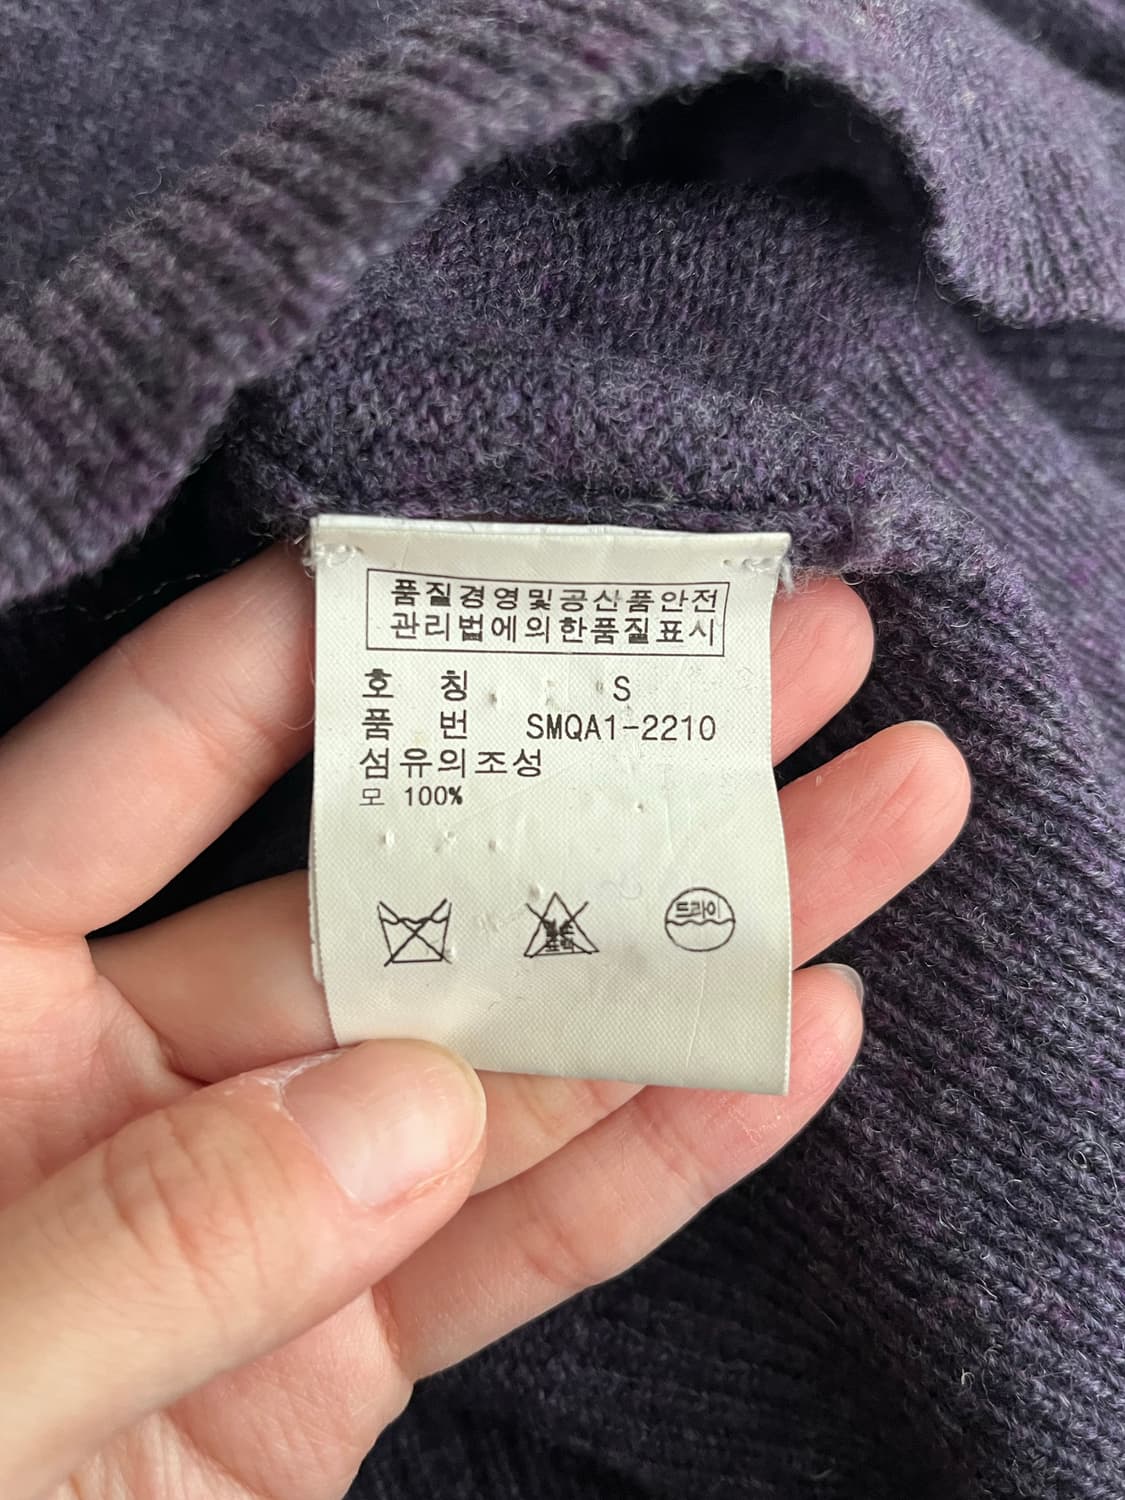 품질경영및공산품안전
관리법에의한품질표시
호 칭 S
품 번 SMQA1-2210
섬유의조성
모 100%
드라이